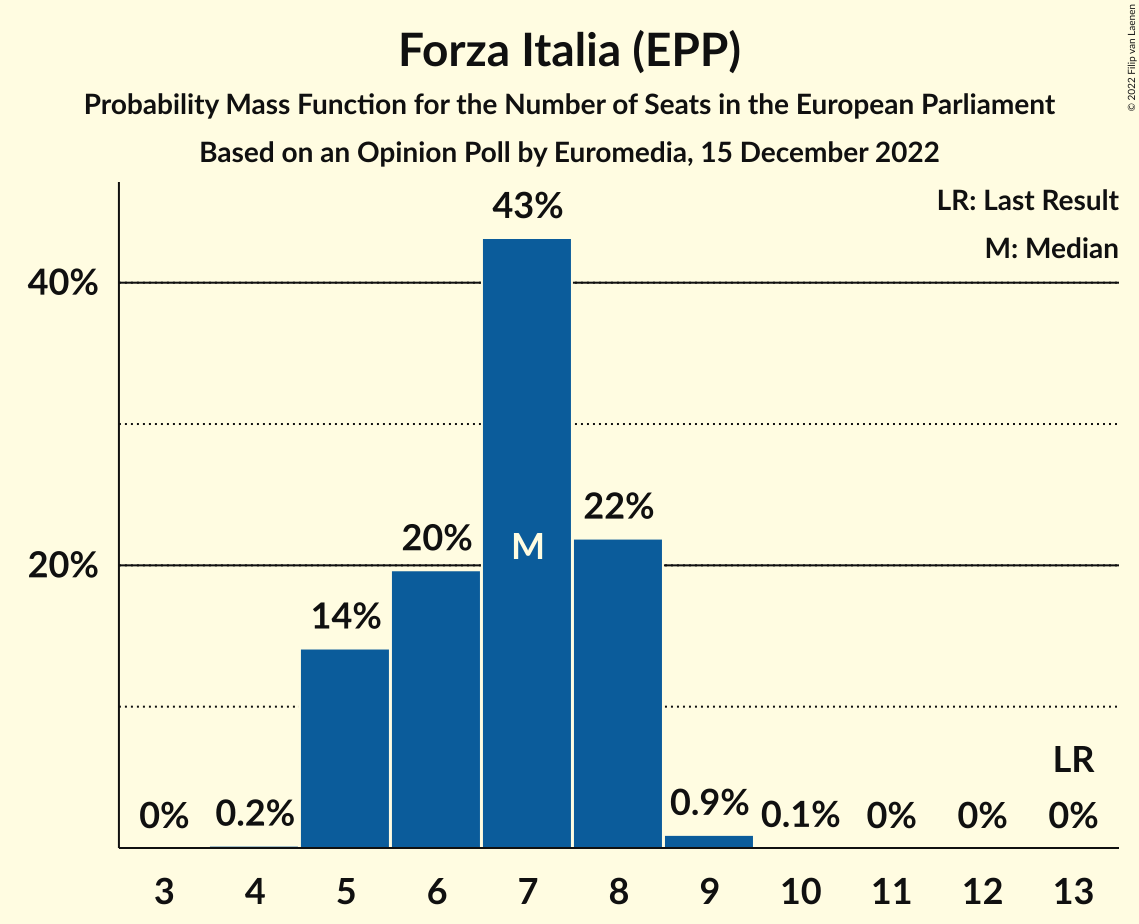 Forza Italia (EPP)
Probability Mass Function for the Number of Seats in the European Parliament
Based on an Opinion Poll by Euromedia, 15 December 2022
© 2022 Filip van Laenen
LR: Last Result
M: Median
40%
20%
0%
0.2%
14%
20%
43%
M
22%
0.9%
0.1%
0%
0%
LR
0%
3 4 5 6 7 8 9 10 11 12 13